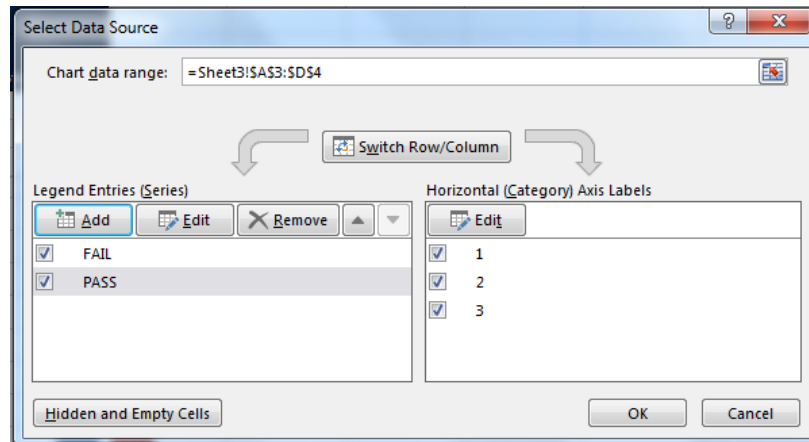 Select Data Source
?
X
Chart data range: =Sheet3!$A$3:$D$4
Switch Row/Column
Legend Entries (Series)
Horizontal (Category) Axis Labels
Add Edit Remove
Edit
FAIL
PASS
1
2
3
Hidden and Empty Cells
OK Cancel